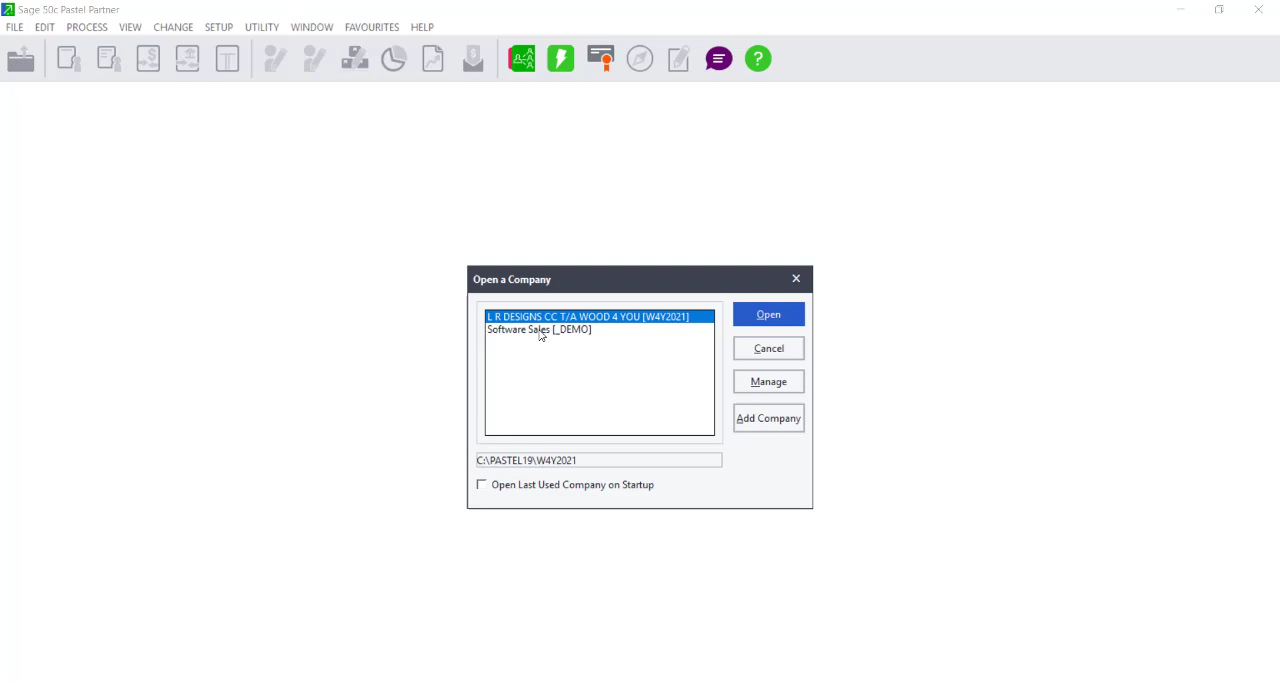 Sage 50c Pastel Partner
FILE EDIT PROCESS VIEW CHANGE SETUP UTILITY WINDOW FAVOURITES HELP
Open a Company
L R DESIGNS CC T/A WOOD 4 YOU [W4Y2021]
Software Sales [_DEMO]
Open
Cancel
Manage
Add Company
C:\PASTEL19\W4Y2021
Open Last Used Company on Startup